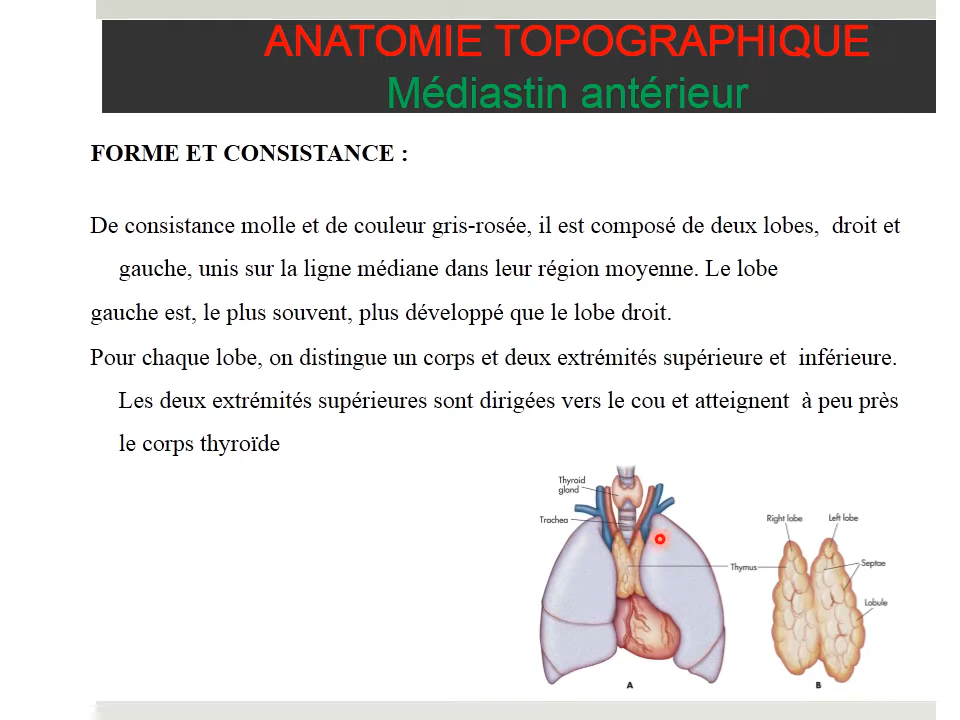 ANATOMIE TOPOGRAPHIQUE
Médiastin antérieur
FORME ET CONSISTANCE :
De consistance molle et de couleur gris-rosée, il est composé de deux lobes, droit et
gauche, unis sur la ligne médiane dans leur région moyenne. Le lobe
gauche est, le plus souvent, plus développé que le lobe droit.
Pour chaque lobe, on distingue un corps et deux extrémités supérieure et inférieure.
Les deux extrémités supérieures sont dirigées vers le cou et atteignent à peu près
le corps thyroïde
Thyroid
gland
Trachea
Right lobe
Left lobe
Thymus
Septae
Lobule
A
B